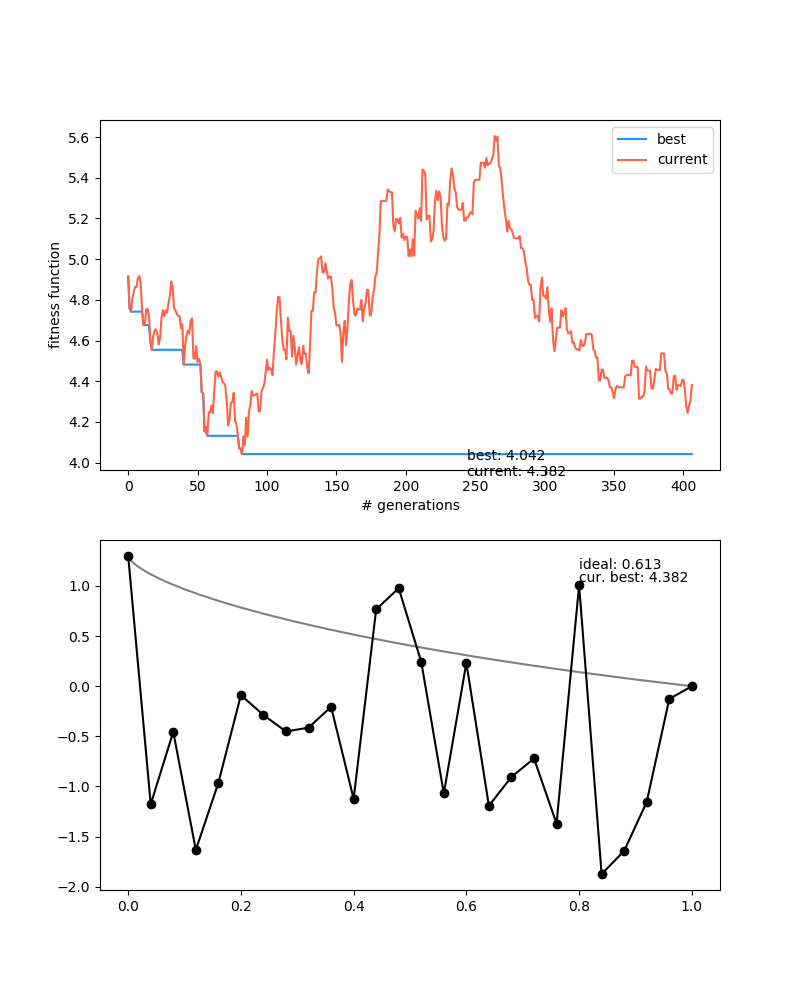 5.6
5.4
5.2
5.0
4.8
4.6
4.4
4.2
4.0
fitness function
best
current
best: 4.042
current: 4.382
0 50 100 150 200 250 300 350 400
# generations
ideal: 0.613
cur. best: 4.382
1.0
0.5
0.0
−0.5
−1.0
−1.5
−2.0
0.0 0.2 0.4 0.6 0.8 1.0